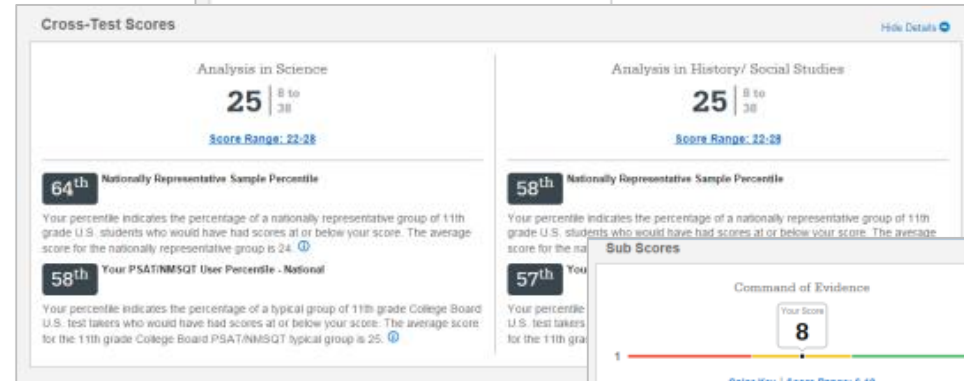 Cross-Test Scores
Hide Details
Analysis in Science
25 8 to 38
Score Range: 22-28
64th Nationally Representative Sample Percentile
Your percentile indicates the percentage of a nationally representative group of 11th
grade U.S. students who would have had scores at or below your score. The average
score for the nationally representative group is 24.
58th Your PSAT/NMSQT User Percentile - National
Your percentile indicates the percentage of a typical group of 11th grade College Board
U.S. test takers who would have had scores at or below your score. The average score
for the 11th grade College Board PSAT/NMSQT typical group is 25.
Analysis in History/ Social Studies
25 8 to 38
Score Range: 22-28
58th Nationally Representative Sample Percentile
Your percentile indicates the percentage of a nationally representative group of 11th
grade U.S. students who would have had scores at or below your score. The average
score for the na
57th You
Your percentile
U.S. test takers
for the 11th grad
Sub Scores
Command of Evidence
Your Score
8
1